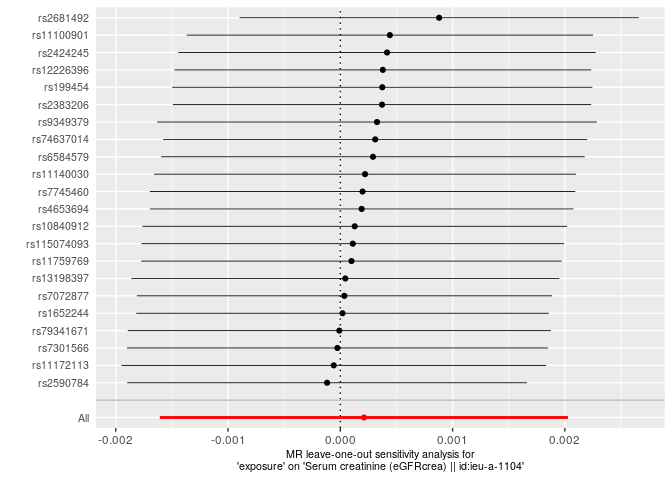 rs2681492
rs11100901
rs2424245
rs12226396
rs199454
rs2383206
rs9349379
rs74637014
rs6584579
rs11140030
rs7745460
rs4653694
rs10840912
rs115074093
rs11759769
rs13198397
rs7072877
rs1652244
rs79341671
rs7301566
rs11172113
rs2590784
All
-0.002 -0.001 0.000 0.001 0.002
MR leave-one-out sensitivity analysis for
'exposure' on 'Serum creatinine (eGFRcrea) || id:ieu-a-1104'